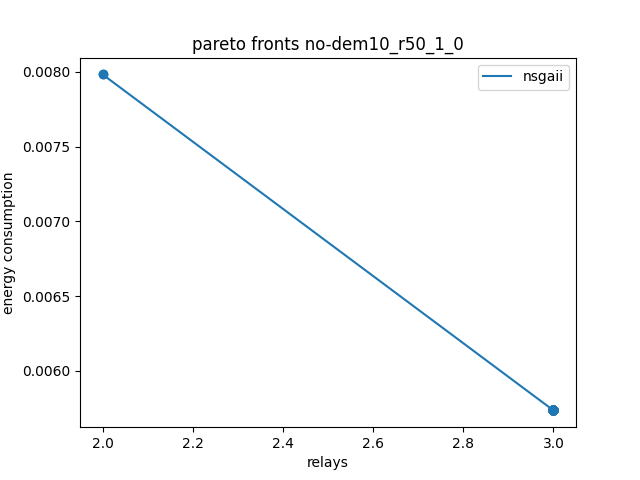 pareto fronts no-dem10_r50_1_0
nsgaii
0.0080
0.0075
0.0070
0.0065
0.0060
energy consumption
2.0 2.2 2.4 2.6 2.8 3.0
relays